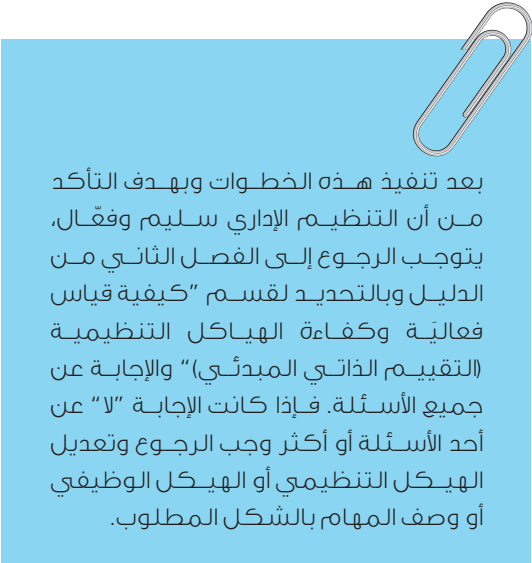 بعد تنفيذ هذه الخطوات وبهدف التأكد
من أن التنظيم الإداري سليم وفعّال،
يتوجب الرجوع إلى الفصل الثاني من
الدليل وبالتحديد لقسم "كيفية قياس
فعاليّة وكفاءة الهياكل التنظيمية
(التقييم الذاتي المبدئي)" والإجابة عن
جميع الأسئلة. فإذا كانت الإجابة "لا" عن
أحد الأسئلة أو أكثر وجب الرجوع وتعديل
الهيكل التنظيمي أو الهيكل الوظيفي
أو وصف المهام بالشكل المطلوب.